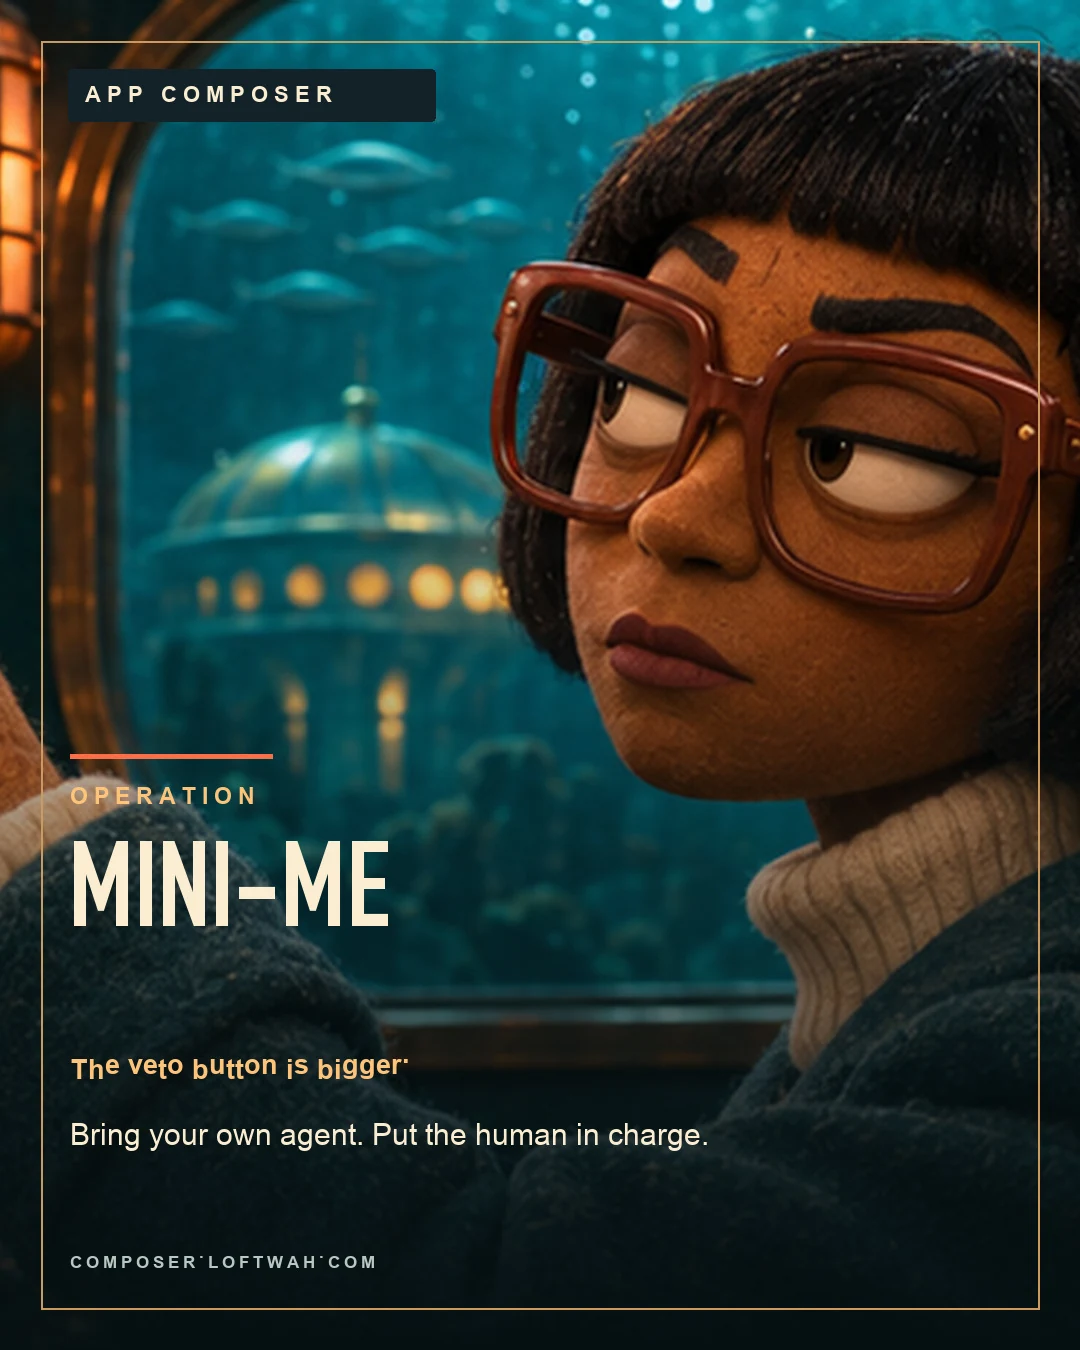 APP COMPOSER
OPERATION
MINI-ME
The veto button is bigger.
Bring your own agent. Put the human in charge.
COMPOSER·LOFTWAH·COM